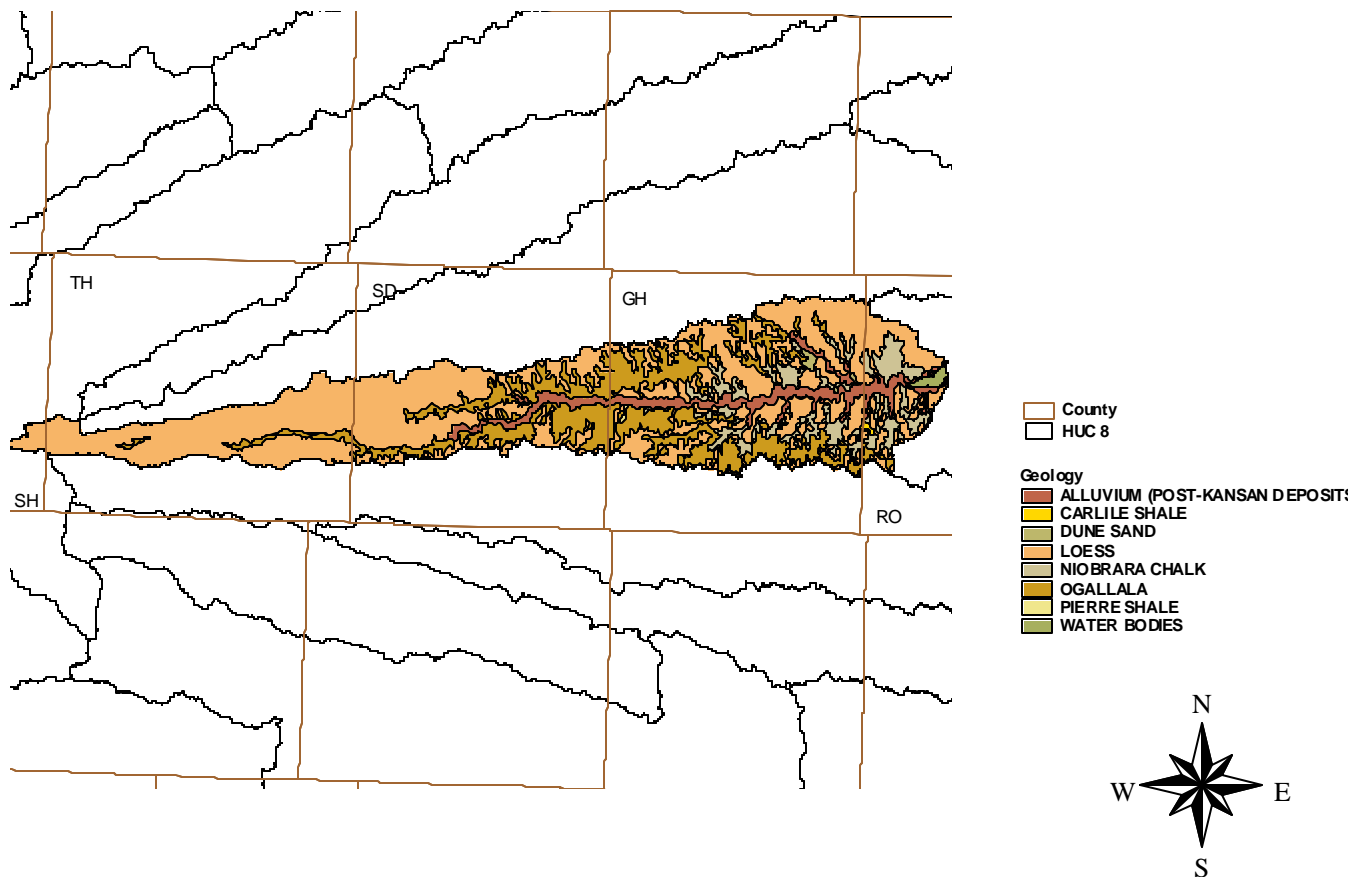 TH
SD
GH
SH
RO
County
HUC 8
Geology
ALLUVIUM (POST-KANSAN DEPOSITS
CARLILE SHALE
DUNE SAND
LOESS
NIOBRARA CHALK
OGALLALA
PIERRE SHALE
WATER BODIES
N
W
E
S